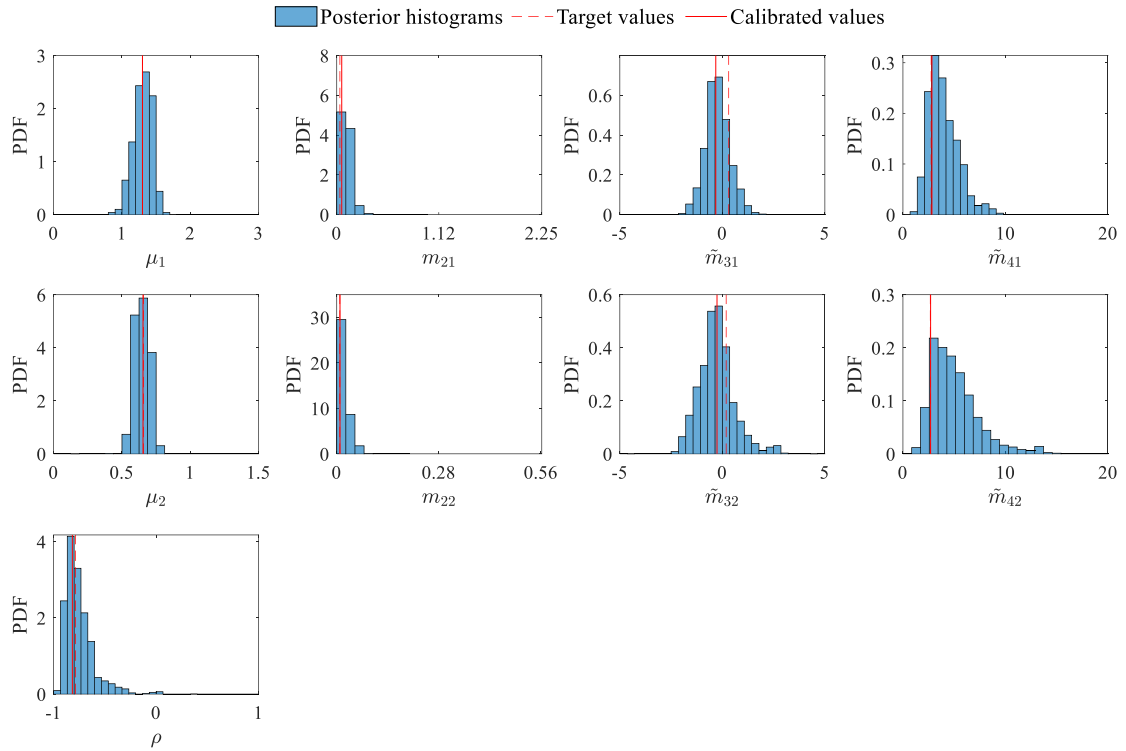 Posterior histograms Target values Calibrated values
3 2 1 0 PDF 0 1 2 3 μ₁
8 6 4 2 0 PDF 0 1.12 2.25 m₂₁
0.6 0.4 0.2 0 PDF -5 0 5 m̃₃₁
0.3 0.2 0.1 0 PDF 0 10 20 m̃₄₁
6 4 2 0 PDF 0 0.5 1 1.5 μ₂
30 20 10 0 PDF 0 0.28 0.56 m₂₂
0.6 0.4 0.2 0 PDF -5 0 5 m̃₃₂
0.3 0.2 0.1 0 PDF 0 10 20 m̃₄₂
4 2 0 PDF -1 0 1 ρ